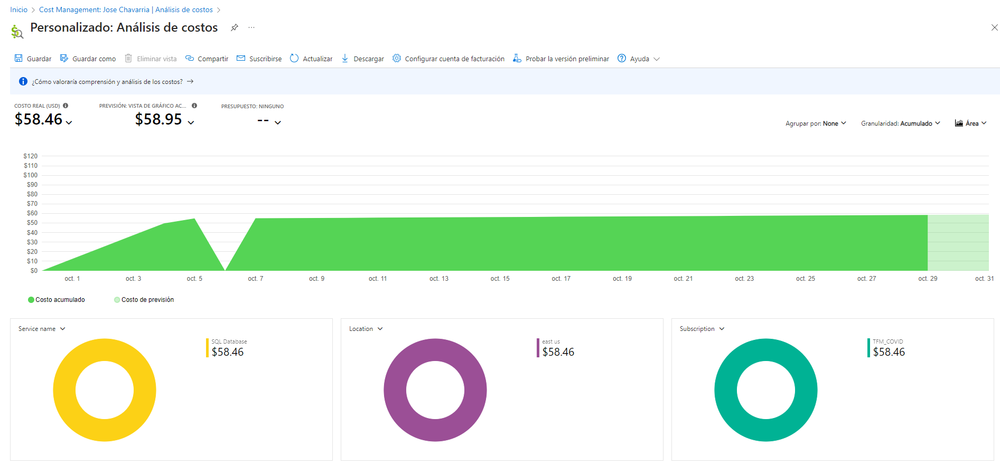 Inicio > Cost Management: Jose Chavarria | Análisis de costos >
Personalizado: Análisis de costos ...
Guardar Guardar como Eliminar vista Compartir Suscribirse Actualizar Descargar Configurar cuenta de facturación Probar la versión preliminar Ayuda
¿Cómo valoraría comprensión y análisis de los costos? →
COSTO REAL (USD) PREVISIÓN: VISTA DE GRÁFICO AC... PRESUPUESTO: NINGUNO
$58.46 $58.95 --
Agrupar por: None Granularidad: Acumulado Área
$120
$110
$100
$90
$80
$70
$60
$50
$40
$30
$20
$10
$0
oct. 1 oct. 3 oct. 5 oct. 7 oct. 9 oct. 11 oct. 13 oct. 15 oct. 17 oct. 19 oct. 21 oct. 23 oct. 25 oct. 27 oct. 29 oct. 31
Costo acumulado Costo de previsión
Service name
SQL Database
$58.46
Location
east us
$58.46
Subscription
TFM_COVID
$58.46